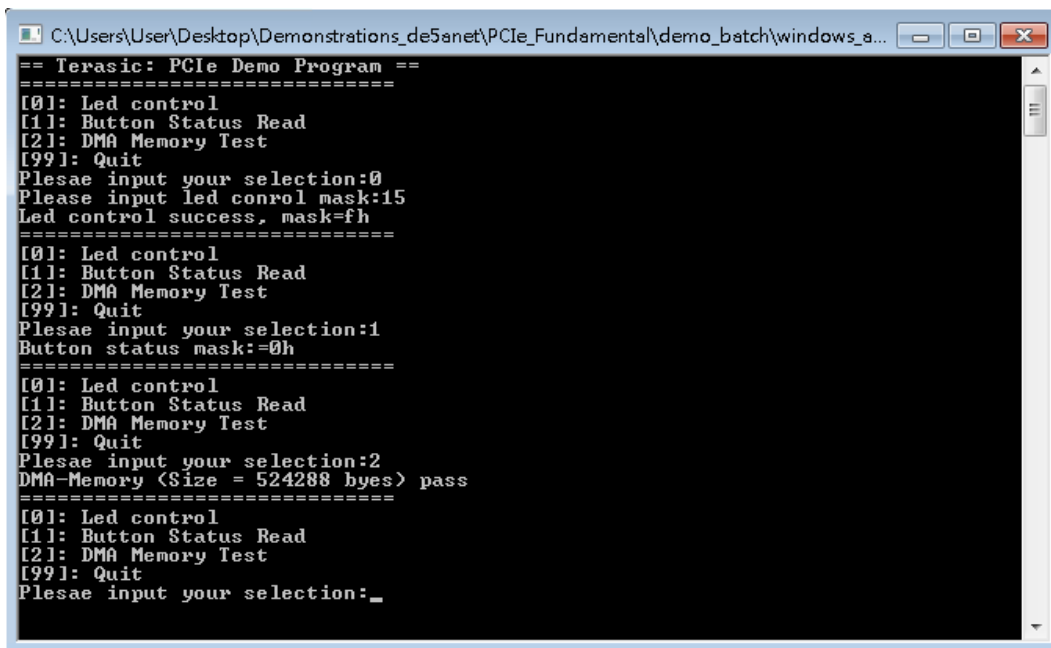 C:\Users\User\Desktop\Demonstrations_de5anet\PCIe_Fundamental\demo_batch\windows_a...
== Terasic: PCIe Demo Program ==
==============================
[0]: Led control
[1]: Button Status Read
[2]: DMA Memory Test
[99]: Quit
Plesae input your selection:0
Please input led conrol mask:15
Led control success, mask=fh
==============================
[0]: Led control
[1]: Button Status Read
[2]: DMA Memory Test
[99]: Quit
Plesae input your selection:1
Button status mask:=0h
==============================
[0]: Led control
[1]: Button Status Read
[2]: DMA Memory Test
[99]: Quit
Plesae input your selection:2
DMA-Memory (Size = 524288 byes) pass
==============================
[0]: Led control
[1]: Button Status Read
[2]: DMA Memory Test
[99]: Quit
Plesae input your selection:_